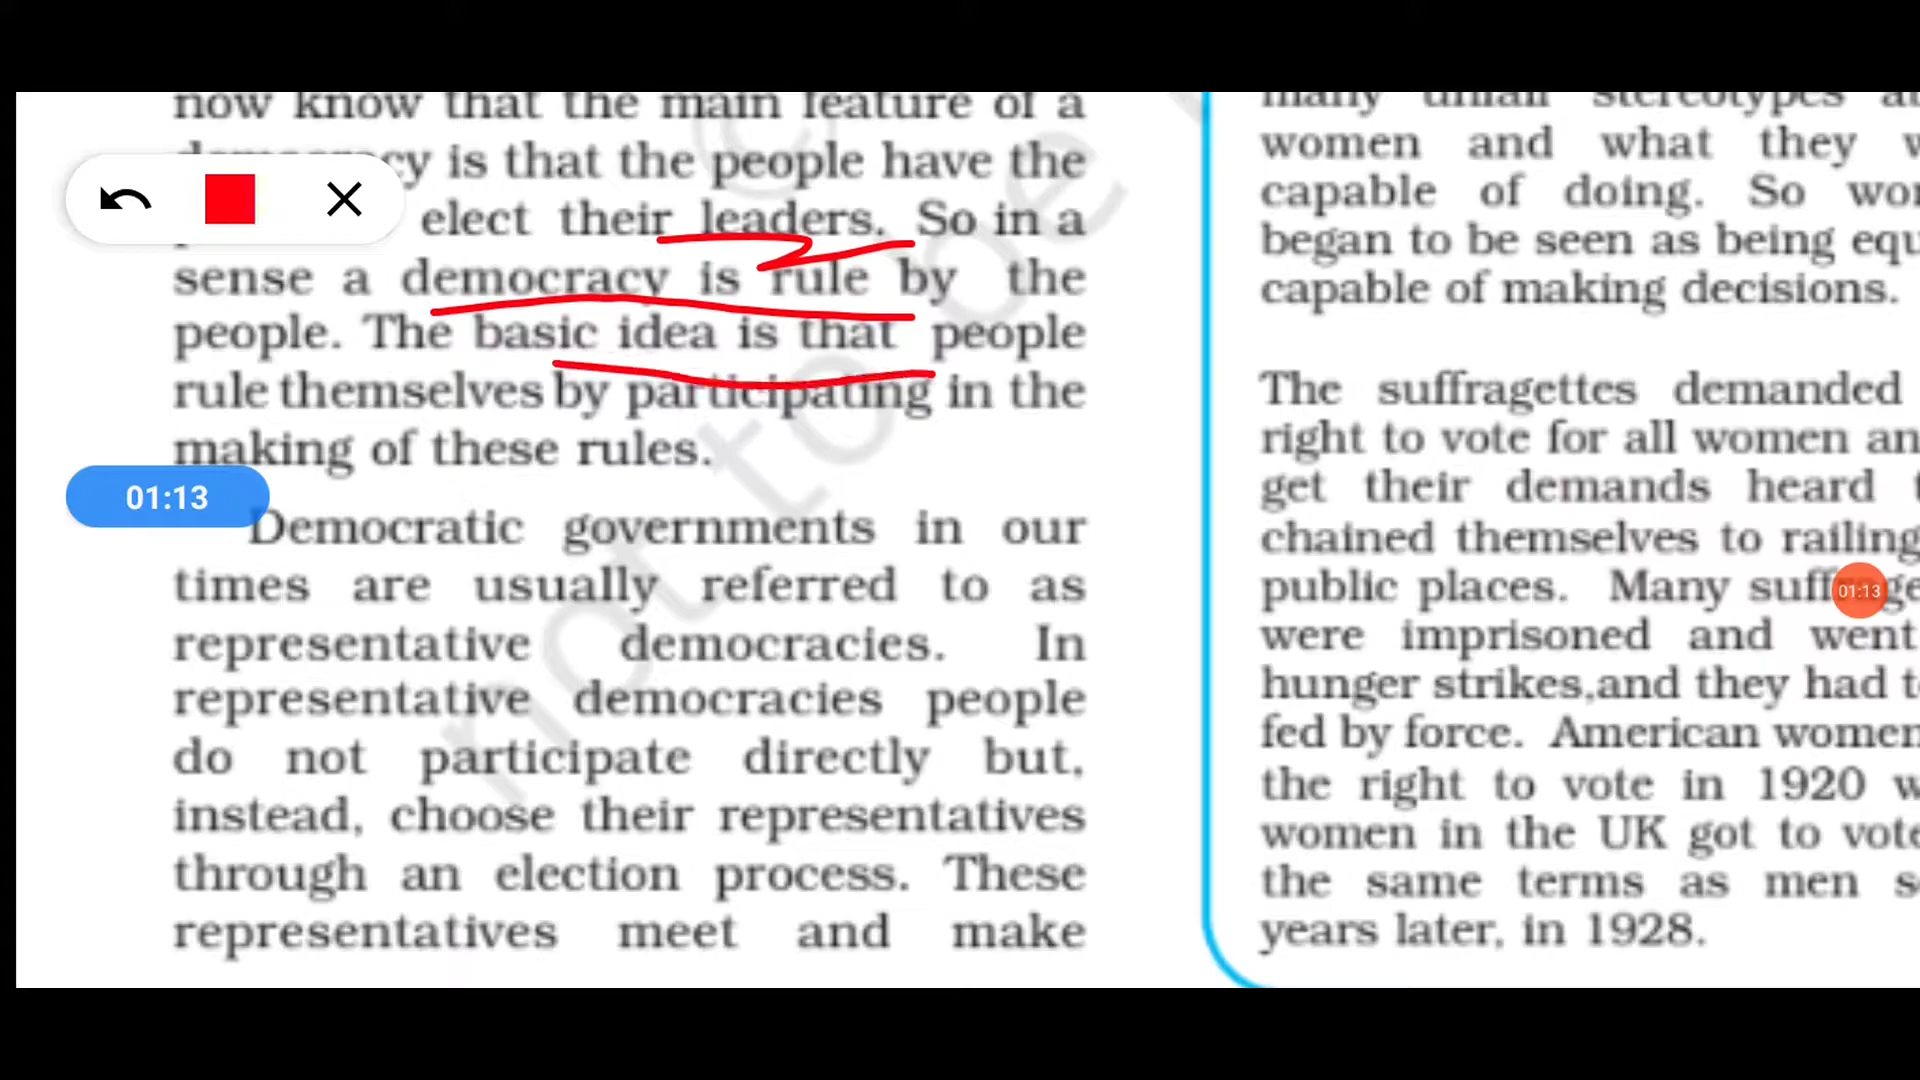 now know that the main feature of a
is that the people have the
elect their leaders. So in a
sense a democracy is rule by the
people. The basic idea is that people
rule themselves by participating in the
making of these rules.
01:13
Democratic governments in our
times are usually referred to as
representative democracies. In
representative democracies people
do not participate directly but,
instead, choose their representatives
through an election process. These
representatives meet and make
many unfair stereotypes
women and what they
capable of doing. So
began to be seen as being
capable of making decisions.
The suffragettes demanded
right to vote for all women
get their demands heard
chained themselves to
public places. Many
01:13
were imprisoned and went
hunger strikes,and they had
fed by force. American women
the right to vote in 1920
women in the UK got to vote
the same terms as men
years later, in 1928.
©
not to be